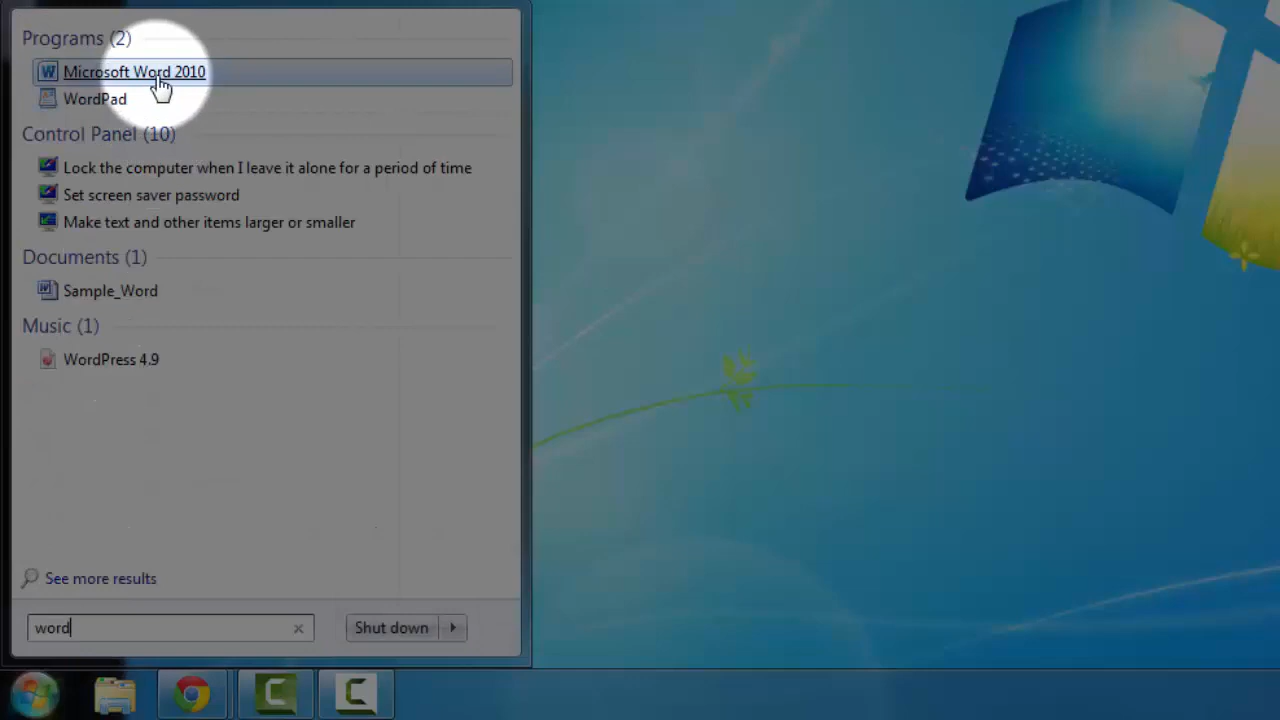 Programs (2)
Microsoft Word 2010
WordPad
Control Panel (10)
Lock the computer when I leave it alone for a period of time
Set screen saver password
Make text and other items larger or smaller
Documents (1)
Sample_Word
Music (1)
WordPress 4.9
See more results
word
Shut down